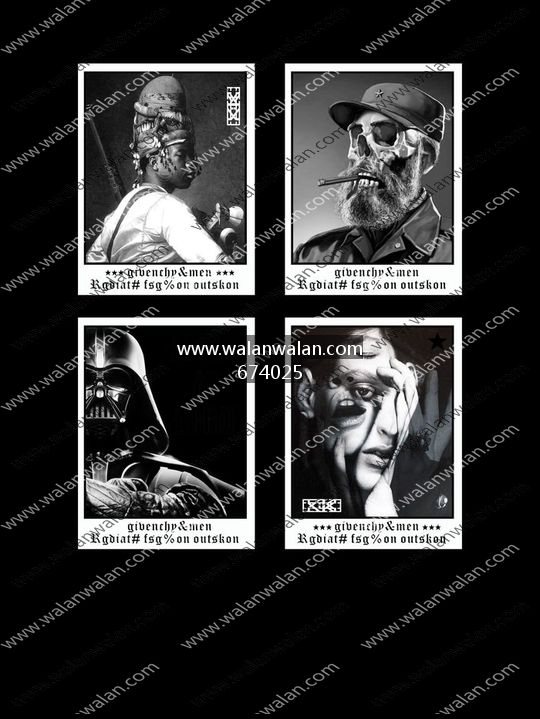 ★★★ givenchy&men ★★★
Rgdiat# fsg%on outskon
givenchy&men
Rgdiat# fsg%on outskon
www.walanwalan.com
674025
givenchy&men
Rgdiat# fsg%on outskon
★★★ givenchy&men ★★★
Rgdiat# fsg%on outskon